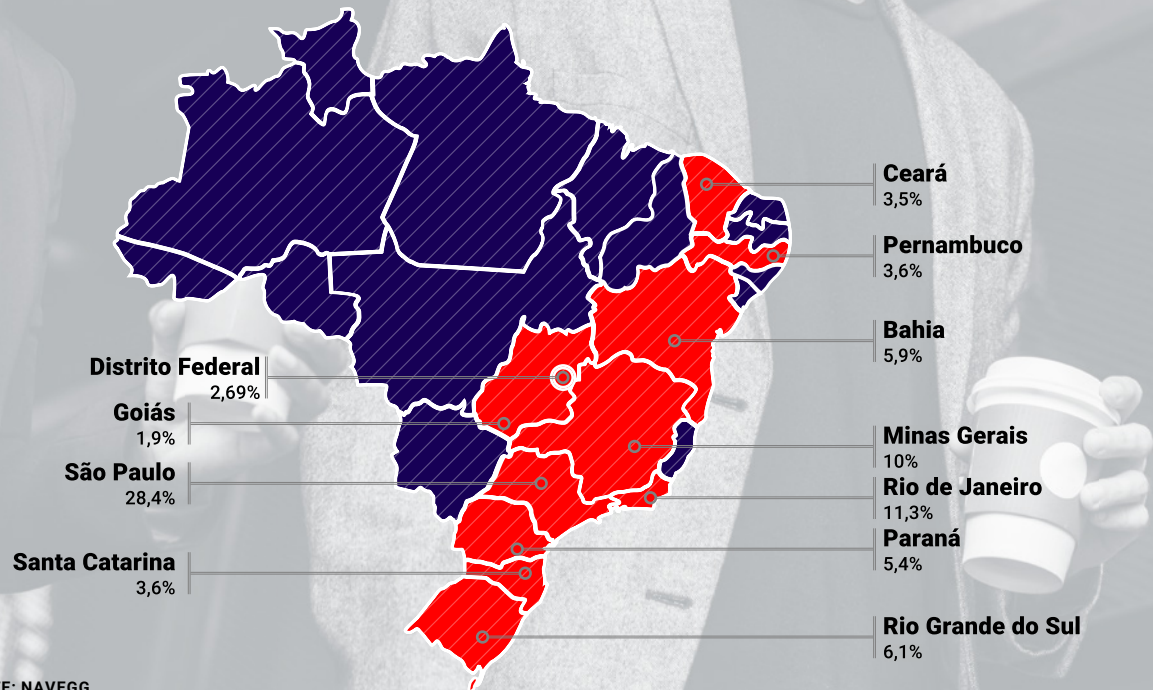 Ceará
3,5%
Pernambuco
3,6%
Bahia
5,9%
Distrito Federal
2,69%
Goiás
1,9%
São Paulo
28,4%
Minas Gerais
10%
Rio de Janeiro
11,3%
Paraná
5,4%
Santa Catarina
3,6%
Rio Grande do Sul
6,1%
E: NAVEGG